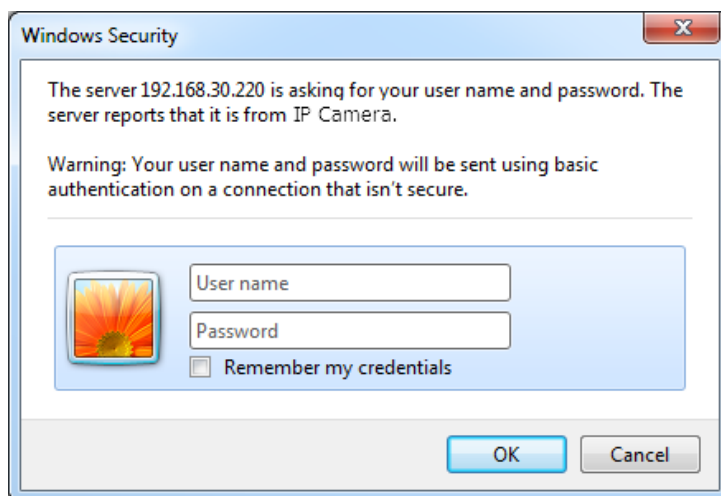 Windows Security
The server 192.168.30.220 is asking for your user name and password. The
server reports that it is from IP Camera.
Warning: Your user name and password will be sent using basic
authentication on a connection that isn't secure.
User name
Password
Remember my credentials
OK
Cancel